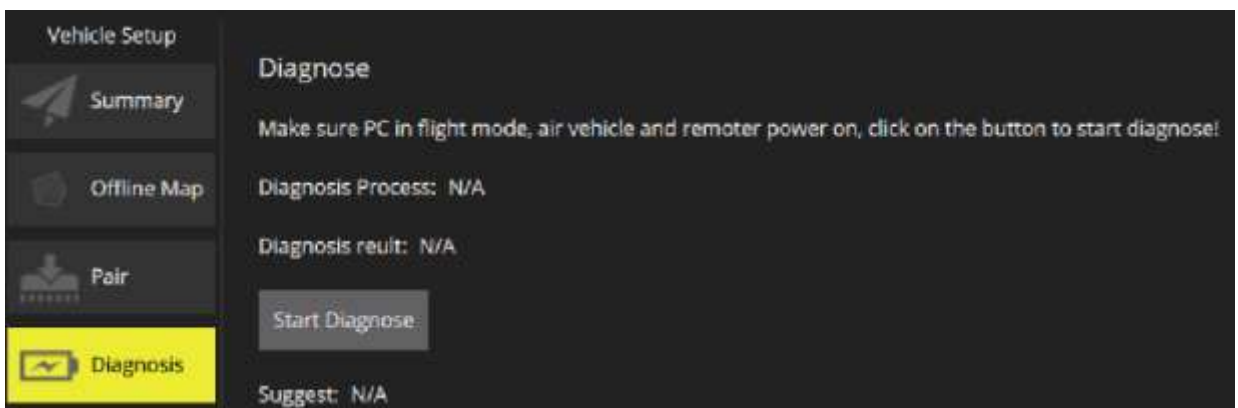 Vehicle Setup
Summary
Offline Map
Pair
Diagnosis
Diagnose
Make sure PC in flight mode, air vehicle and remoter power on, click on the button to start diagnose!
Diagnosis Process: N/A
Diagnosis reult: N/A
Start Diagnose
Suggest: N/A